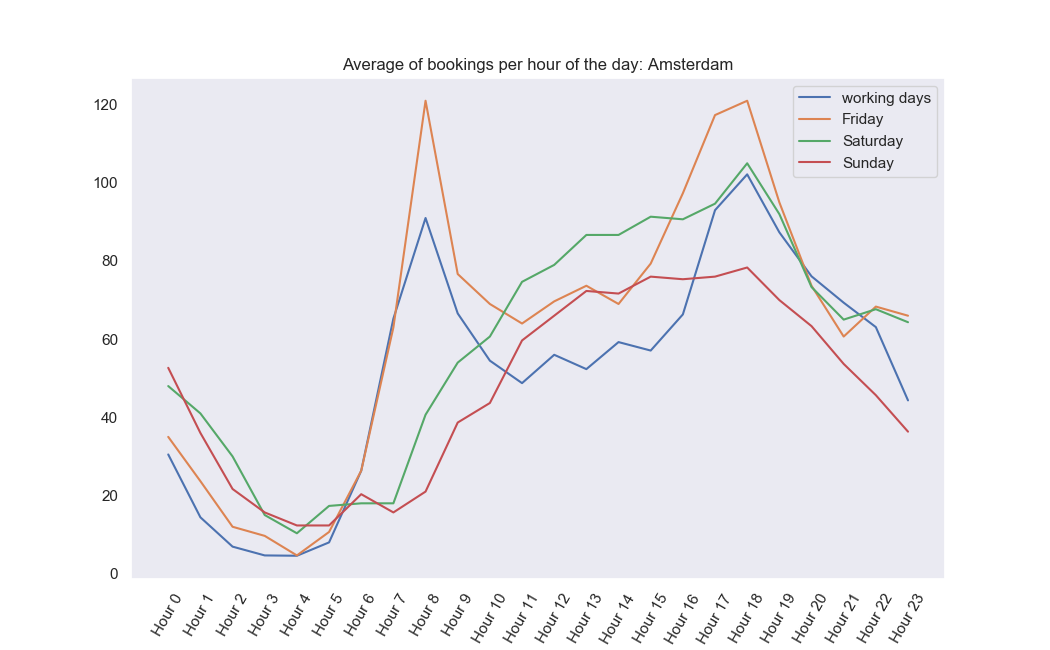 Average of bookings per hour of the day: Amsterdam
working days
Friday
Saturday
Sunday
120
100
80
60
40
20
0
Hour 0
Hour 1
Hour 2
Hour 3
Hour 4
Hour 5
Hour 6
Hour 7
Hour 8
Hour 9
Hour 10
Hour 11
Hour 12
Hour 13
Hour 14
Hour 15
Hour 16
Hour 17
Hour 18
Hour 19
Hour 20
Hour 21
Hour 22
Hour 23